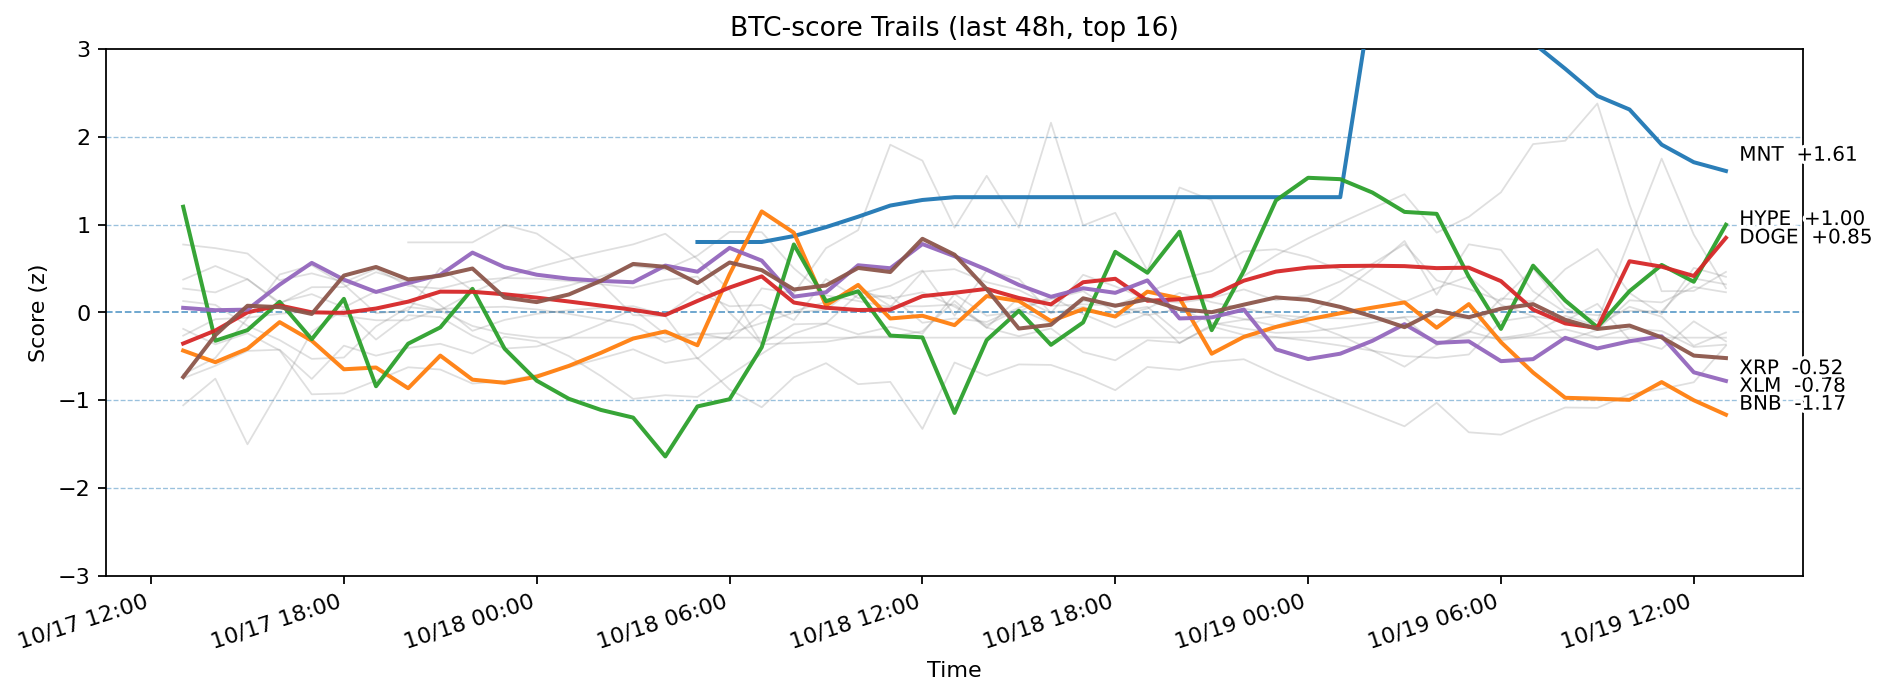 BTC-score Trails (last 48h, top 16)
3
2
1
0
−1
−2
−3
Score (z)
MNT +1.61
HYPE +1.00
DOGE +0.85
XRP -0.52
XLM -0.78
BNB -1.17
10/17 12:00
10/17 18:00
10/18 00:00
10/18 06:00
10/18 12:00
10/18 18:00
10/19 00:00
10/19 06:00
10/19 12:00
Time